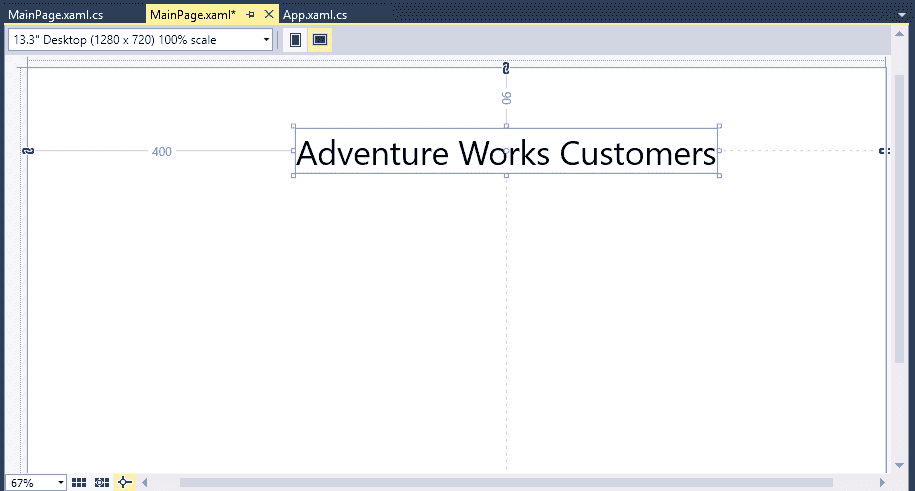 MainPage.xaml.cs MainPage.xaml* App.xaml.cs
13.3" Desktop (1280 x 720) 100% scale
90
400
Adventure Works Customers
67%